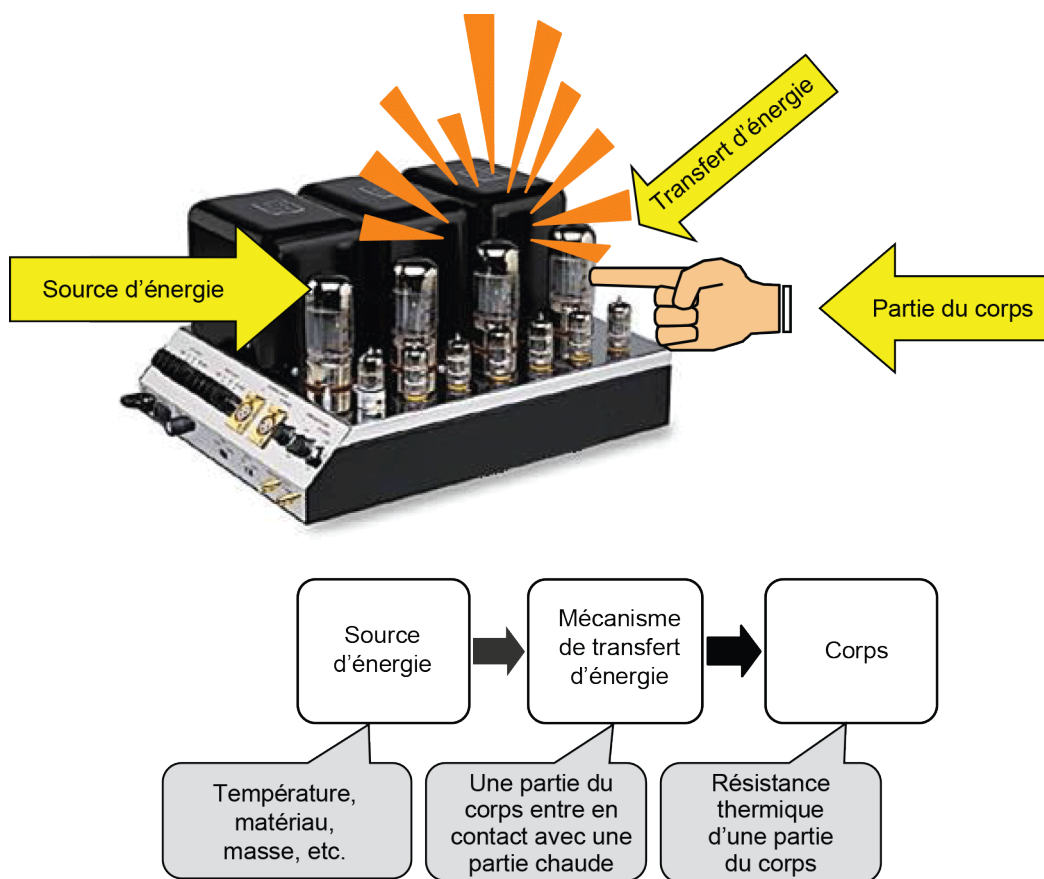 Transfert d’énergie
Source d’énergie
Partie du corps
Source
d’énergie
Mécanisme
de transfert
d’énergie
Corps
Température,
matériau,
masse, etc.
Une partie du
corps entre en
contact avec une
partie chaude
Résistance
thermique
d’une partie
du corps